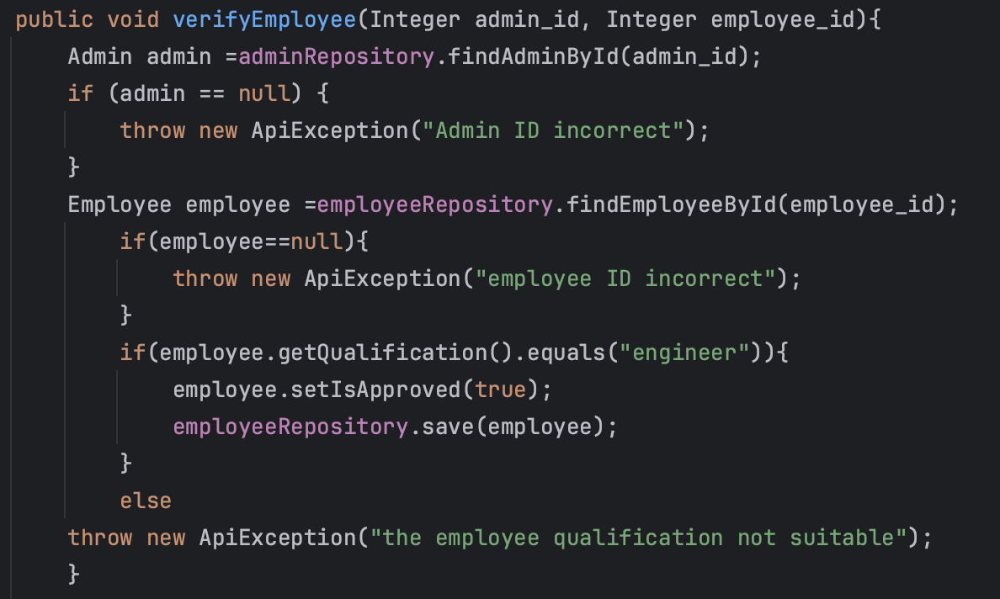 public void verifyEmployee(Integer admin_id, Integer employee_id){
Admin admin =adminRepository.findAdminById(admin_id);
if (admin == null) {
throw new ApiException("Admin ID incorrect");
}
Employee employee =employeeRepository.findEmployeeById(employee_id);
if(employee==null){
throw new ApiException("employee ID incorrect");
}
if(employee.getQualification().equals("engineer")){
employee.setIsApproved(true);
employeeRepository.save(employee);
}
else
throw new ApiException("the employee qualification not suitable");
}